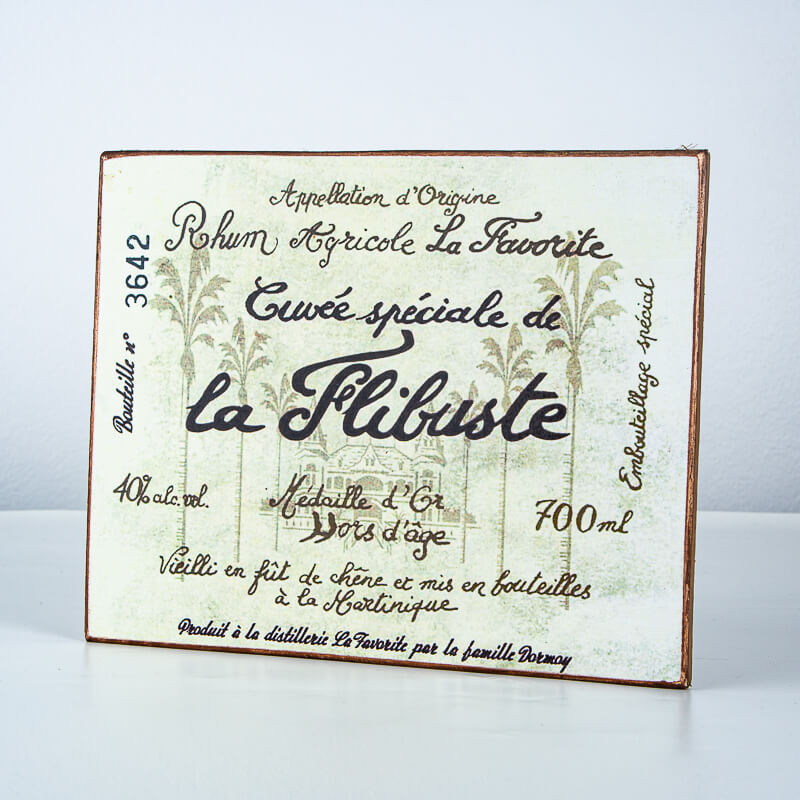 Appellation d'Origine
Rhum Agricole La Favorite
Cuvée spéciale de
la Flibuste
Bouteille n° 3642
Embouteillage spécial
40% alc. vol.
Médaille d'Or
Hors d'âge
700 ml
Vieilli en fût de chêne et mis en bouteilles
à la Martinique
Produit à la distillerie La Favorite par la famille Dormoy